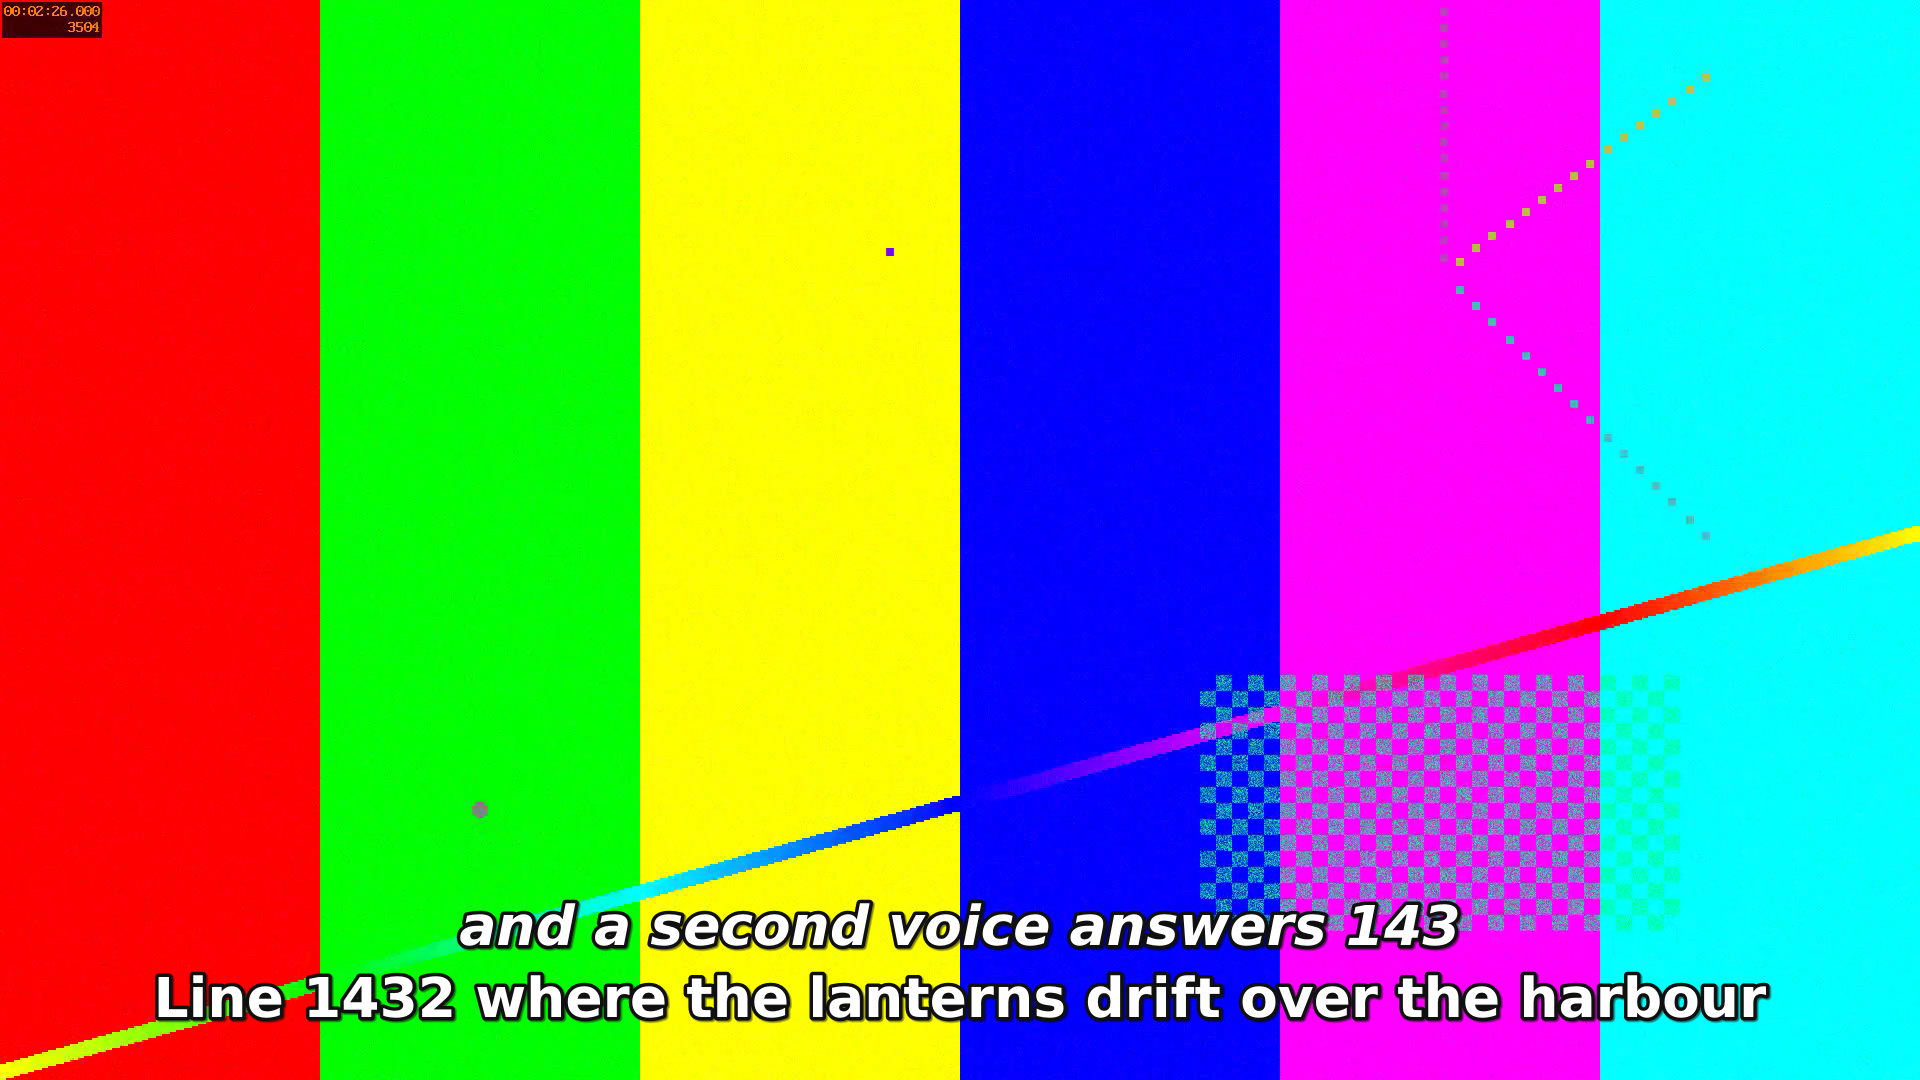 00:02:26.000
3504
and a second voice answers 143
Line 1432 where the lanterns drift over the harbour